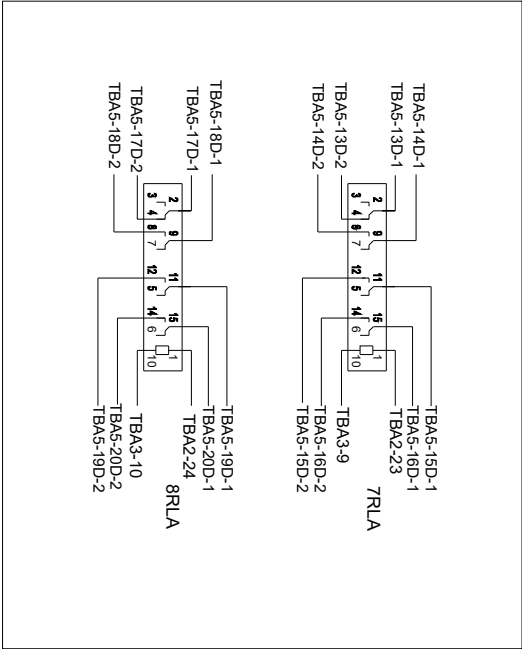 TBA5-14D-1
TBA5-13D-1
TBA5-13D-2
TBA5-14D-2
2
3
4
9
8
7
11
12
5
15
14
6
1
10
TBA5-15D-1
TBA5-16D-1
TBA2-23
TBA3-9
TBA5-16D-2
TBA5-15D-2
7RLA
TBA5-18D-1
TBA5-17D-1
TBA5-17D-2
TBA5-18D-2
2
3
4
9
8
7
11
12
5
15
14
6
1
10
TBA5-19D-1
TBA5-20D-1
TBA2-24
TBA3-10
TBA5-20D-2
TBA5-19D-2
8RLA